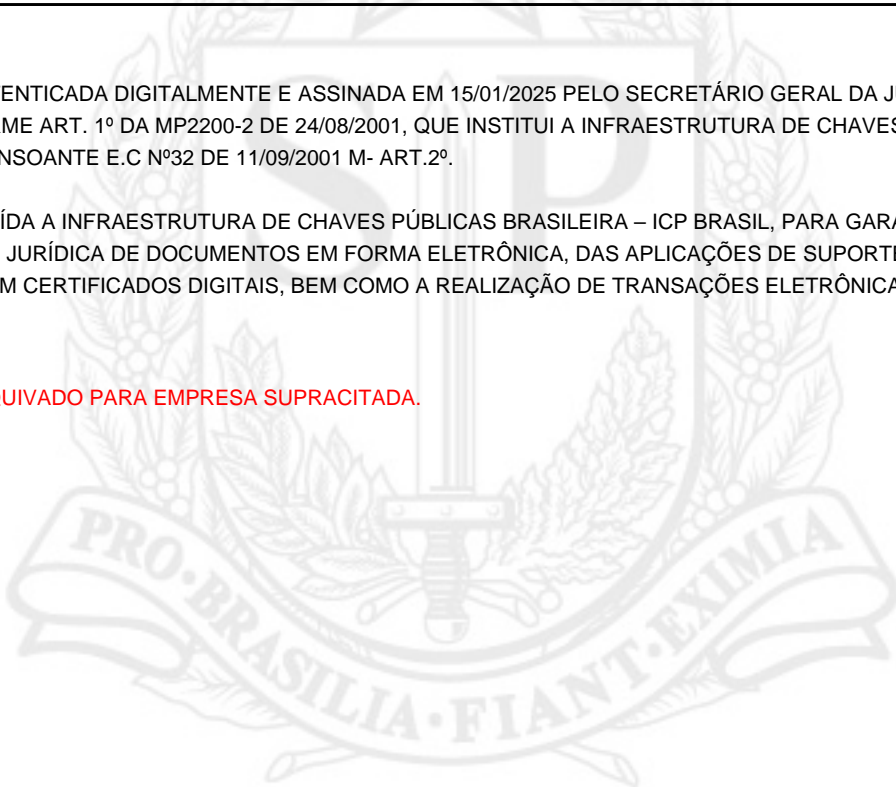 ENTICADA DIGITALMENTE E ASSINADA EM 15/01/2025 PELO SECRETÁRIO GERAL DA J
ME ART. 1º DA MP2200-2 DE 24/08/2001, QUE INSTITUI A INFRAESTRUTURA DE CHAVES
NSOANTE E.C Nº32 DE 11/09/2001 M- ART.2º.
ÍDA A INFRAESTRUTURA DE CHAVES PÚBLICAS BRASILEIRA – ICP BRASIL, PARA GARA
JURÍDICA DE DOCUMENTOS EM FORMA ELETRÔNICA, DAS APLICAÇÕES DE SUPORTE
M CERTIFICADOS DIGITAIS, BEM COMO A REALIZAÇÃO DE TRANSAÇÕES ELETRÔNICA
UIVADO PARA EMPRESA SUPRACITADA.
SP
PRO·BRASILIA·FIANT·EXIMIA